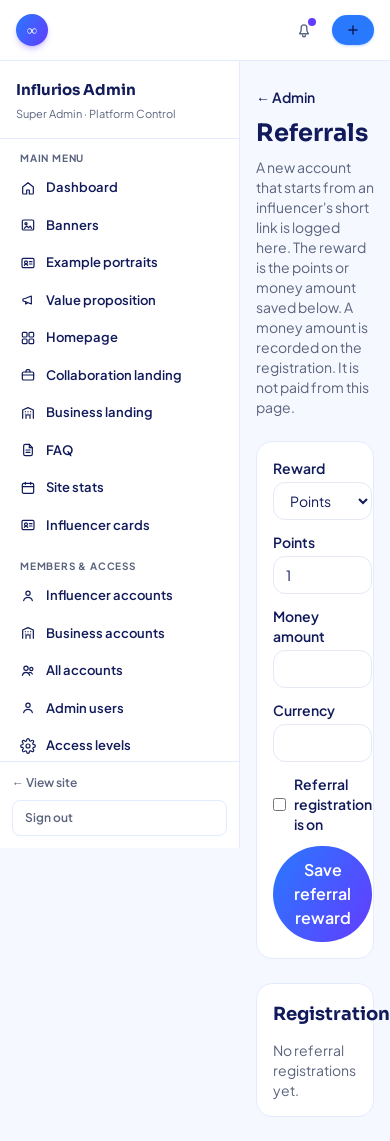 ∞
+
Influrios Admin
Super Admin · Platform Control
MAIN MENU
Dashboard
Banners
Example portraits
Value proposition
Homepage
Collaboration landing
Business landing
FAQ
Site stats
Influencer cards
MEMBERS & ACCESS
Influencer accounts
Business accounts
All accounts
Admin users
Access levels
← View site
Sign out
← Admin
Referrals
A new account
that starts from an
influencer's short
link is logged
here. The reward
is the points or
money amount
saved below. A
money amount is
recorded on the
registration. It is
not paid from this
page.
Reward
Points
Points
1
Money
amount
Currency
Referral
registration
is on
Save
referral
reward
Registration
No referral
registrations
yet.